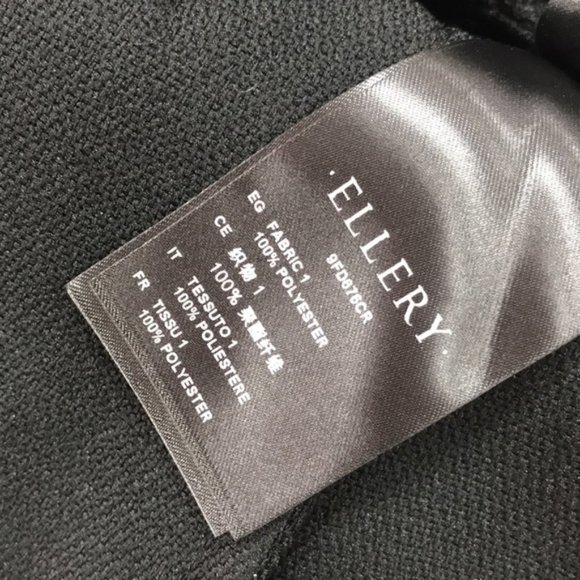 ·ELLERY·
9FD676CR
EG FABRIC 1
100% POLYESTER
CE 织物 1
100% 聚酯纤维
IT TESSUTO 1
100% POLIESTERE
FR TISSU 1
100% POLYESTER